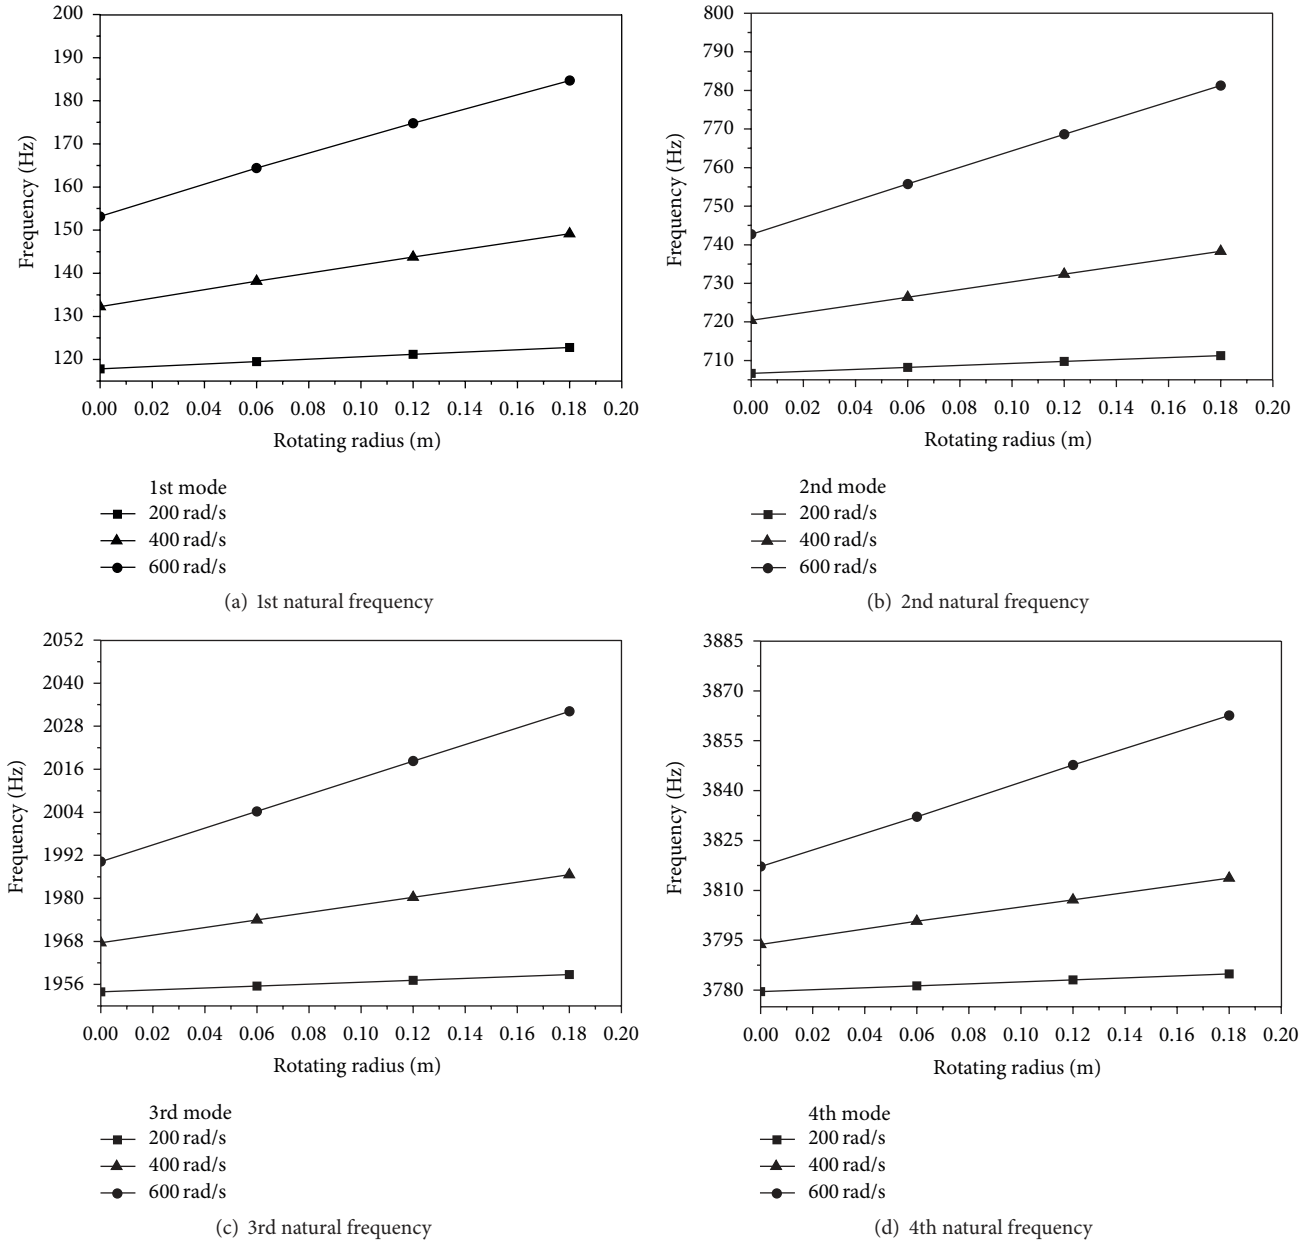 200
190
180
170
160
150
140
130
120
Frequency (Hz)
0.00 0.02 0.04 0.06 0.08 0.10 0.12 0.14 0.16 0.18 0.20
Rotating radius (m)
1st mode
200 rad/s
400 rad/s
600 rad/s
(a) 1st natural frequency
800
790
780
770
760
750
740
730
720
710
Frequency (Hz)
0.00 0.02 0.04 0.06 0.08 0.10 0.12 0.14 0.16 0.18 0.20
Rotating radius (m)
2nd mode
200 rad/s
400 rad/s
600 rad/s
(b) 2nd natural frequency
2052
2040
2028
2016
2004
1992
1980
1968
1956
Frequency (Hz)
0.00 0.02 0.04 0.06 0.08 0.10 0.12 0.14 0.16 0.18 0.20
Rotating radius (m)
3rd mode
200 rad/s
400 rad/s
600 rad/s
(c) 3rd natural frequency
3885
3870
3855
3840
3825
3810
3795
3780
Frequency (Hz)
0.00 0.02 0.04 0.06 0.08 0.10 0.12 0.14 0.16 0.18 0.20
Rotating radius (m)
4th mode
200 rad/s
400 rad/s
600 rad/s
(d) 4th natural frequency